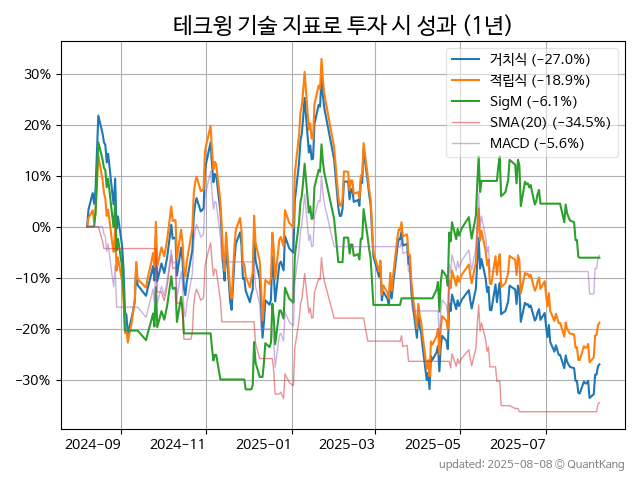 테크윙 기술 지표로 투자 시 성과 (1년)
거치식 (−27.0%)
적립식 (−18.9%)
SigM (−6.1%)
SMA(20) (−34.5%)
MACD (−5.6%)
30%
20%
10%
0%
−10%
−20%
−30%
2024−09 2024−11 2025−01 2025−03 2025−05 2025−07
updated: 2025−08−08 © QuantKang